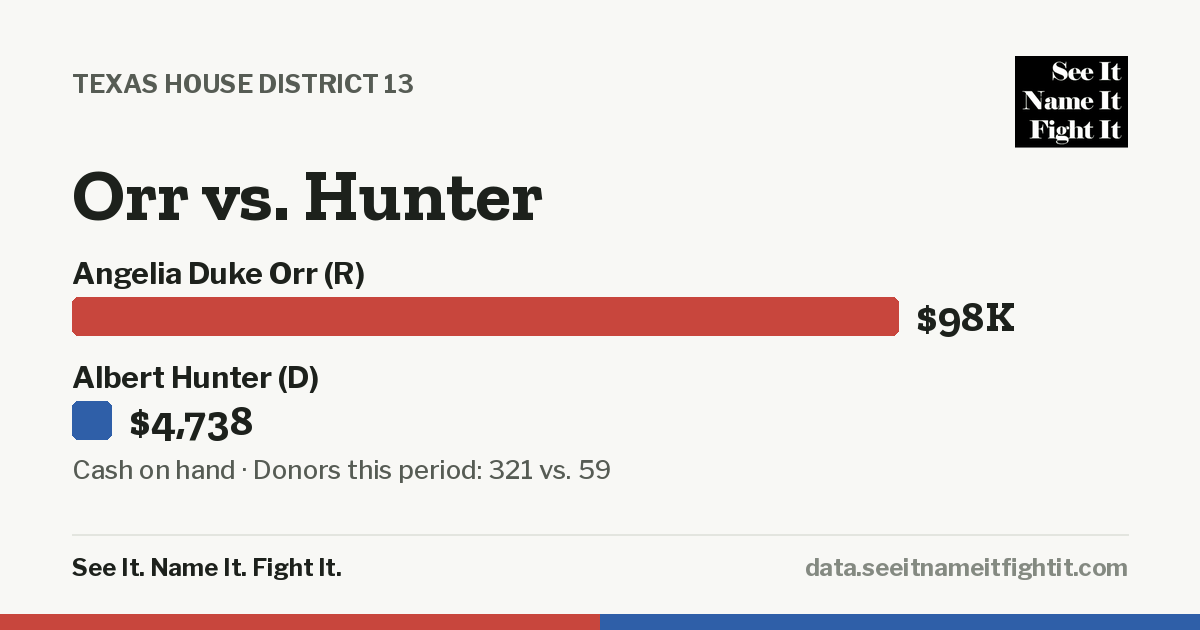 TEXAS HOUSE DISTRICT 13
See It
Name It
Fight It
Orr vs. Hunter
Angelia Duke Orr (R)
$98K
Albert Hunter (D)
$4,738
Cash on hand · Donors this period: 321 vs. 59
See It. Name It. Fight It.
data.seeitnameitfightit.com